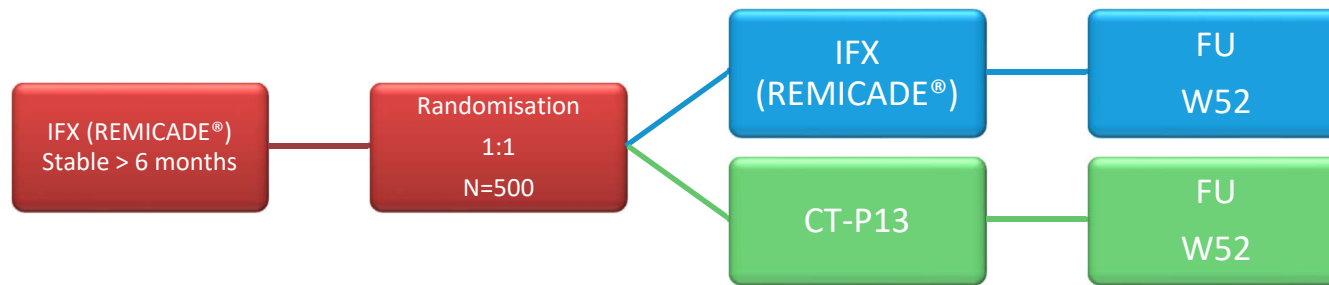 IFX (REMICADE®)
Stable > 6 months
Randomisation
1:1
N=500
IFX
(REMICADE®)
FU
W52
CT-P13
FU
W52